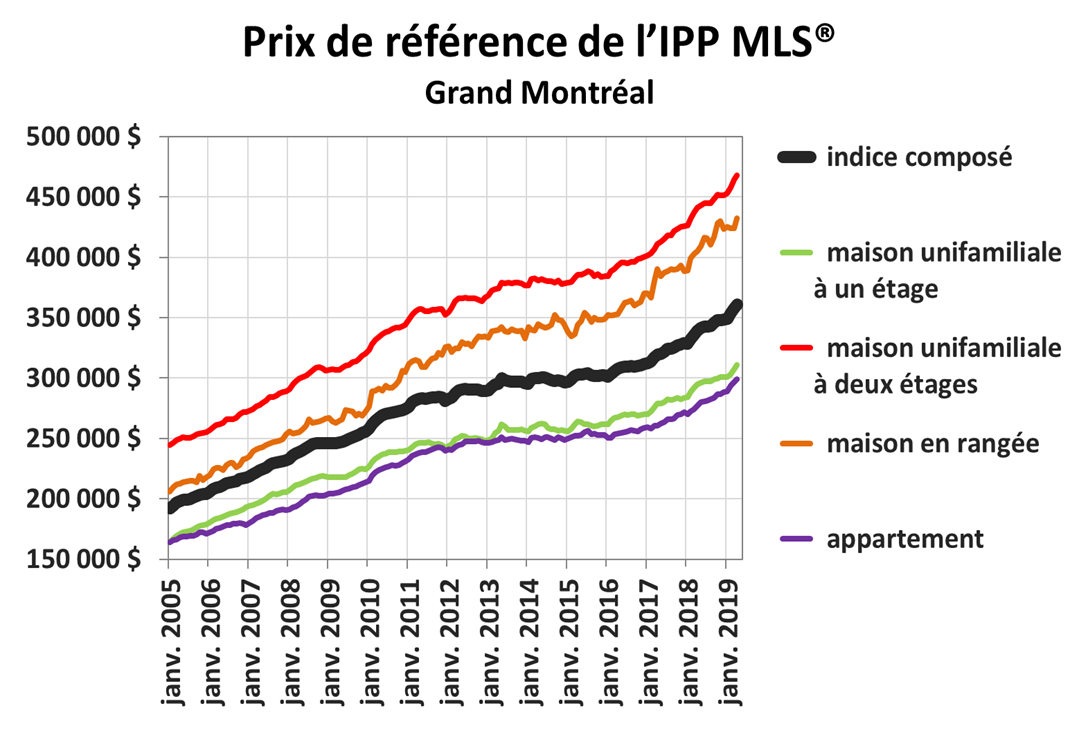 Prix de référence de l’IPP MLS®
Grand Montréal
500 000 $
450 000 $
400 000 $
350 000 $
300 000 $
250 000 $
200 000 $
150 000 $
janv. 2005
janv. 2006
janv. 2007
janv. 2008
janv. 2009
janv. 2010
janv. 2011
janv. 2012
janv. 2013
janv. 2014
janv. 2015
janv. 2016
janv. 2017
janv. 2018
janv. 2019
indice composé
maison unifamiliale
à un étage
maison unifamiliale
à deux étages
maison en rangée
appartement